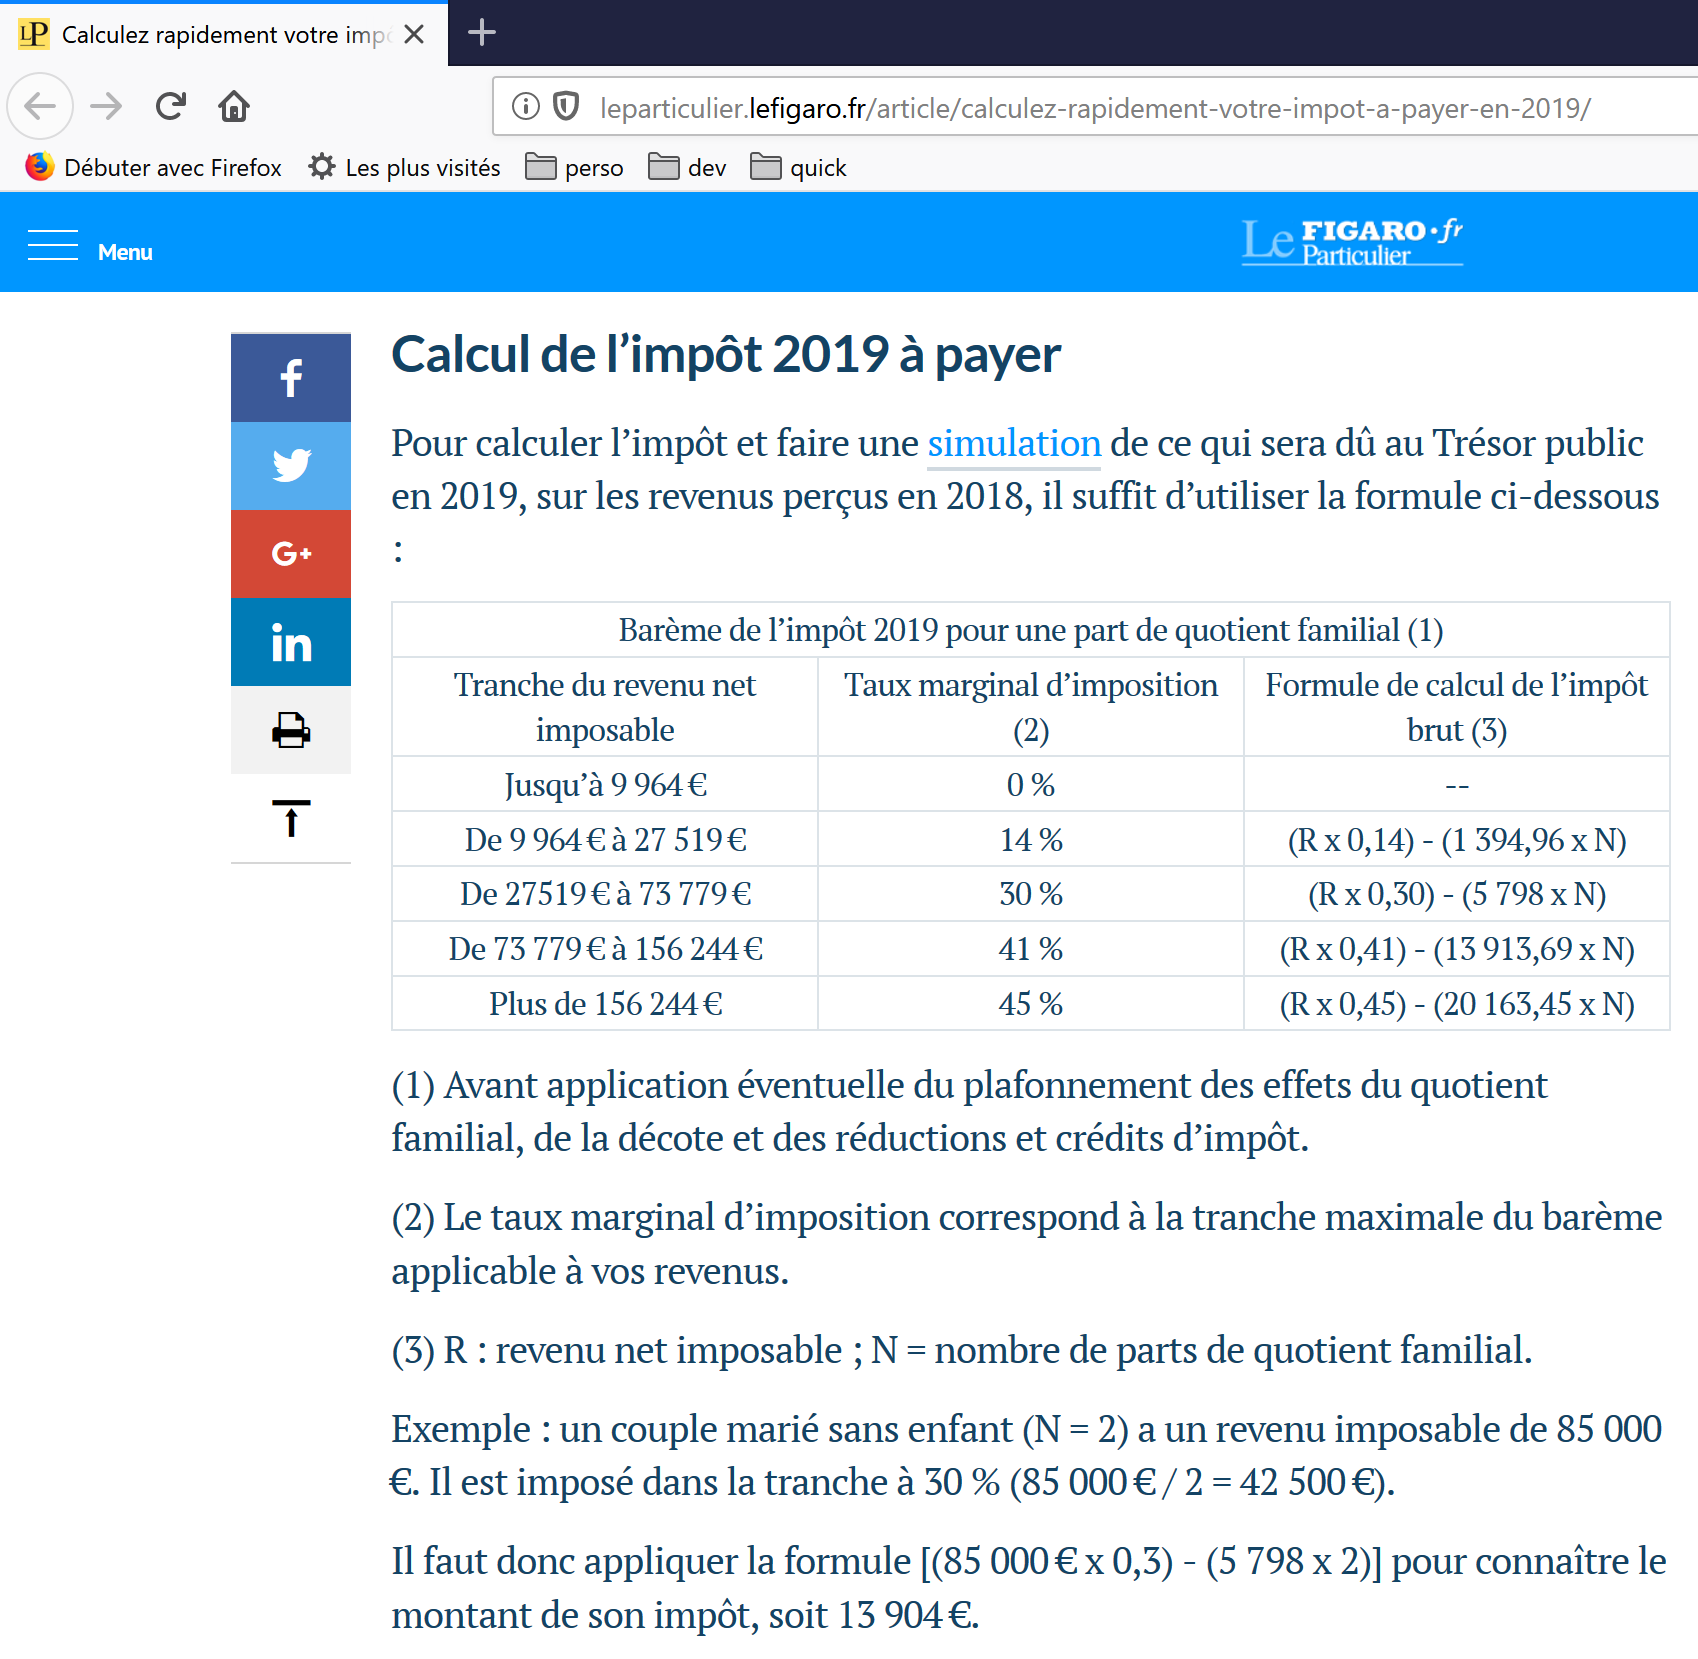 LP Calculez rapidement votre imp
leparticulier.lefigaro.fr/article/calculez-rapidement-votre-impot-a-payer-en-2019/
Débuter avec Firefox Les plus visités perso dev quick
Menu
Le FIGARO·fr
Particulier
Calcul de l’impôt 2019 à payer
Pour calculer l’impôt et faire une simulation de ce qui sera dû au Trésor public
en 2019, sur les revenus perçus en 2018, il suffit d’utiliser la formule ci-dessous
:
f
G+
in
Barème de l’impôt 2019 pour une part de quotient familial (1)
Tranche du revenu net
imposable
Taux marginal d’imposition
(2)
Formule de calcul de l’impôt
brut (3)
Jusqu’à 9 964 € 0 % --
De 9 964 € à 27 519 € 14 % (R x 0,14) - (1 394,96 x N)
De 27519 € à 73 779 € 30 % (R x 0,30) - (5 798 x N)
De 73 779 € à 156 244 € 41 % (R x 0,41) - (13 913,69 x N)
Plus de 156 244 € 45 % (R x 0,45) - (20 163,45 x N)
(1) Avant application éventuelle du plafonnement des effets du quotient
familial, de la décote et des réductions et crédits d’impôt.
(2) Le taux marginal d’imposition correspond à la tranche maximale du barème
applicable à vos revenus.
(3) R : revenu net imposable ; N = nombre de parts de quotient familial.
Exemple : un couple marié sans enfant (N = 2) a un revenu imposable de 85 000
€. Il est imposé dans la tranche à 30 % (85 000 € / 2 = 42 500 €).
Il faut donc appliquer la formule [(85 000 € x 0,3) - (5 798 x 2)] pour connaître le
montant de son impôt, soit 13 904 €.